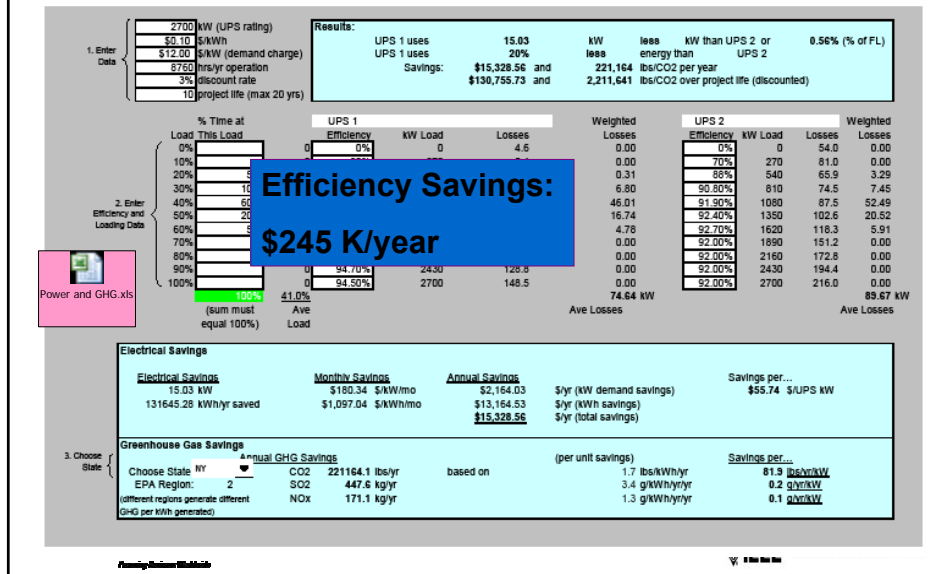 2700 kW (UPS rating)
$0.10 $/kWh
$12.00 $/kW (demand charge)
8760 hrs/yr operation
3% discount rate
10 project life (max 20 yrs)
1. Enter Data
Results:
UPS 1 uses 15.03 kW less kW than UPS 2 or 0.56% (% of FL)
UPS 1 uses 20% less energy than UPS 2
Savings: $15,328.56 and 221,164 lbs/CO2 per year
$130,755.73 and 2,211,641 lbs/CO2 over project life (discounted)
% Time at UPS 1 Weighted UPS 2 Weighted
Load This Load Efficiency kW Load Losses Losses Efficiency kW Load Losses Losses
0% 0 0% 0 4.6 0.00 0% 0 54.0 0.00
10% 0.00 70% 270 81.0 0.00
20% 5 0.31 88% 540 65.9 3.29
30% 10 6.80 90.80% 810 74.5 7.45
40% 60 46.01 91.90% 1080 87.5 52.49
50% 20 16.74 92.40% 1350 102.6 20.52
60% 5 4.78 92.70% 1620 118.3 5.91
70% 0.00 92.00% 1890 151.2 0.00
80% 0.00 92.00% 2160 172.8 0.00
90% 0 94.70% 2430 128.8 0.00 92.00% 2430 194.4 0.00
100% 0 94.50% 2700 148.5 0.00 92.00% 2700 216.0 0.00
100% 41.0% 74.64 kW 89.67 kW
(sum must Ave Ave Losses Ave Losses
equal 100%) Load
2. Enter Efficiency and Loading Data
Efficiency Savings:
$245 K/year
Power and GHG.xls
Electrical Savings
Electrical Savings Monthly Savings Annual Savings Savings per...
15.03 kW $180.34 $/kW/mo $2,164.03 $/yr (kW demand savings) $55.74 $/UPS kW
131645.28 kWh/yr saved $1,097.04 $/kWh/mo $13,164.53 $/yr (kWh savings)
$15,328.56 $/yr (total savings)
Greenhouse Gas Savings
3. Choose State
Annual GHG Savings (per unit savings) Savings per...
Choose State NY CO2 221164.1 lbs/yr based on 1.7 lbs/kWh/yr 81.9 lbs/yr/kW
EPA Region: 2 SO2 447.6 kg/yr 3.4 g/kWh/yr/yr 0.2 g/yr/kW
(different regions generate different NOx 171.1 kg/yr 1.3 g/kWh/yr/yr 0.1 g/yr/kW
GHG per kWh generated)